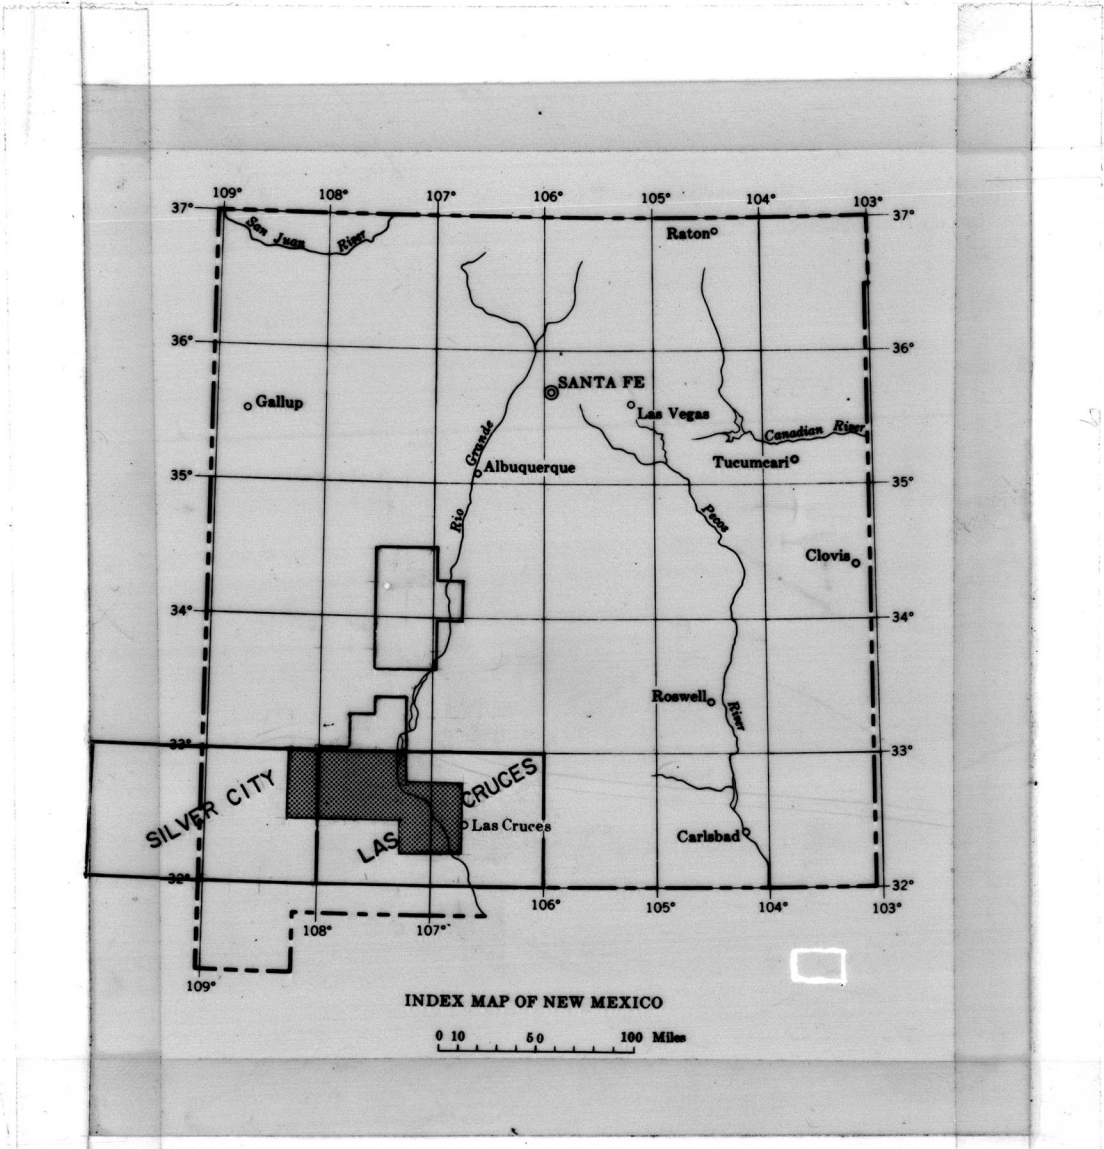 109°
108°
107°
106°
105°
104°
103°
37°
37°
San Juan River
Raton
36°
36°
SANTA FE
Gallup
Las Vegas
Rio Grande
Canadian River
Albuquerque
Tucumcari
35°
35°
Pecos River
Clovis
34°
34°
Roswell
33°
33°
SILVER CITY
LAS CRUCES
Las Cruces
Carlsbad
32°
32°
108°
107°
106°
105°
104°
103°
109°
INDEX MAP OF NEW MEXICO
0 10 50 100 Miles